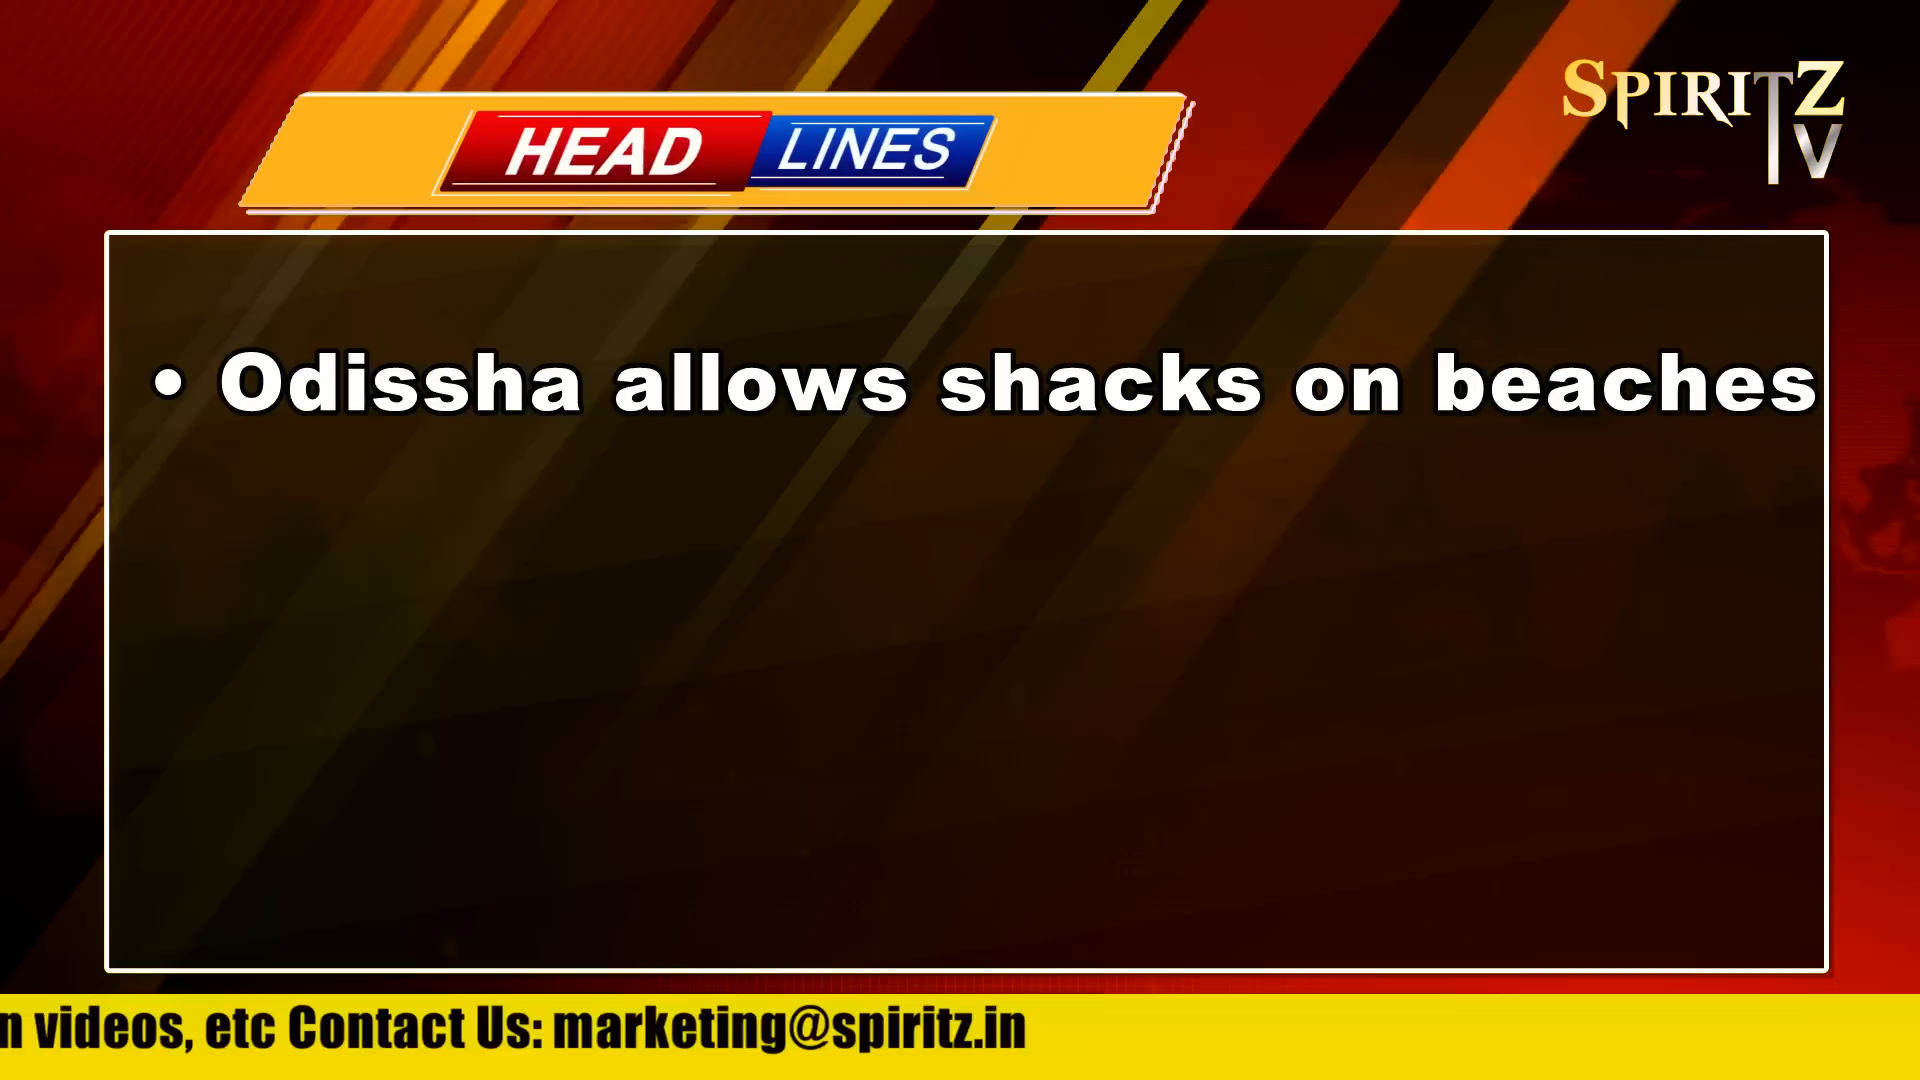 HEAD LINES
SPIRITZ
TV
• Odissha allows shacks on beaches
n videos, etc Contact Us: marketing@spiritz.in